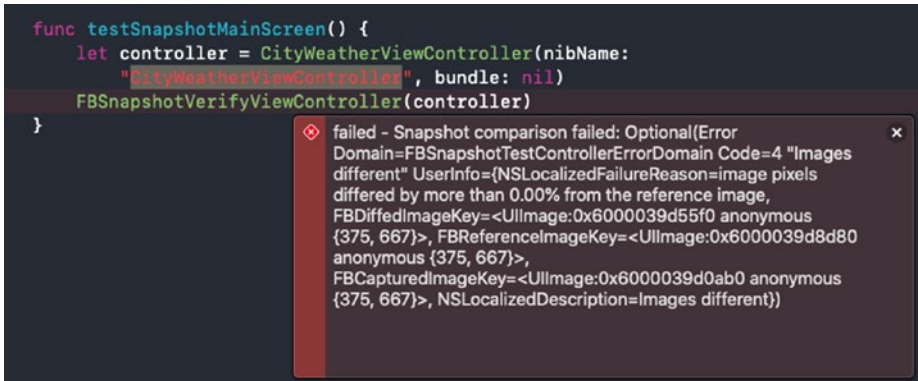 func testSnapshotMainScreen() {
let controller = CityWeatherViewController(nibName:
"CityWeatherViewController", bundle: nil)
FBSnapshotVerifyViewController(controller)
}
failed - Snapshot comparison failed: Optional(Error
Domain=FBSnapshotTestControllerErrorDomain Code=4 "Images
different" UserInfo={NSLocalizedFailureReason=image pixels
differed by more than 0.00% from the reference image,
FBDiffedImageKey=<UIImage:0x6000039d55f0 anonymous
{375, 667}>, FBReferenceImageKey=<UIImage:0x6000039d8d80
anonymous {375, 667}>,
FBCapturedImageKey=<UIImage:0x6000039d0ab0 anonymous
{375, 667}>, NSLocalizedDescription=Images different})